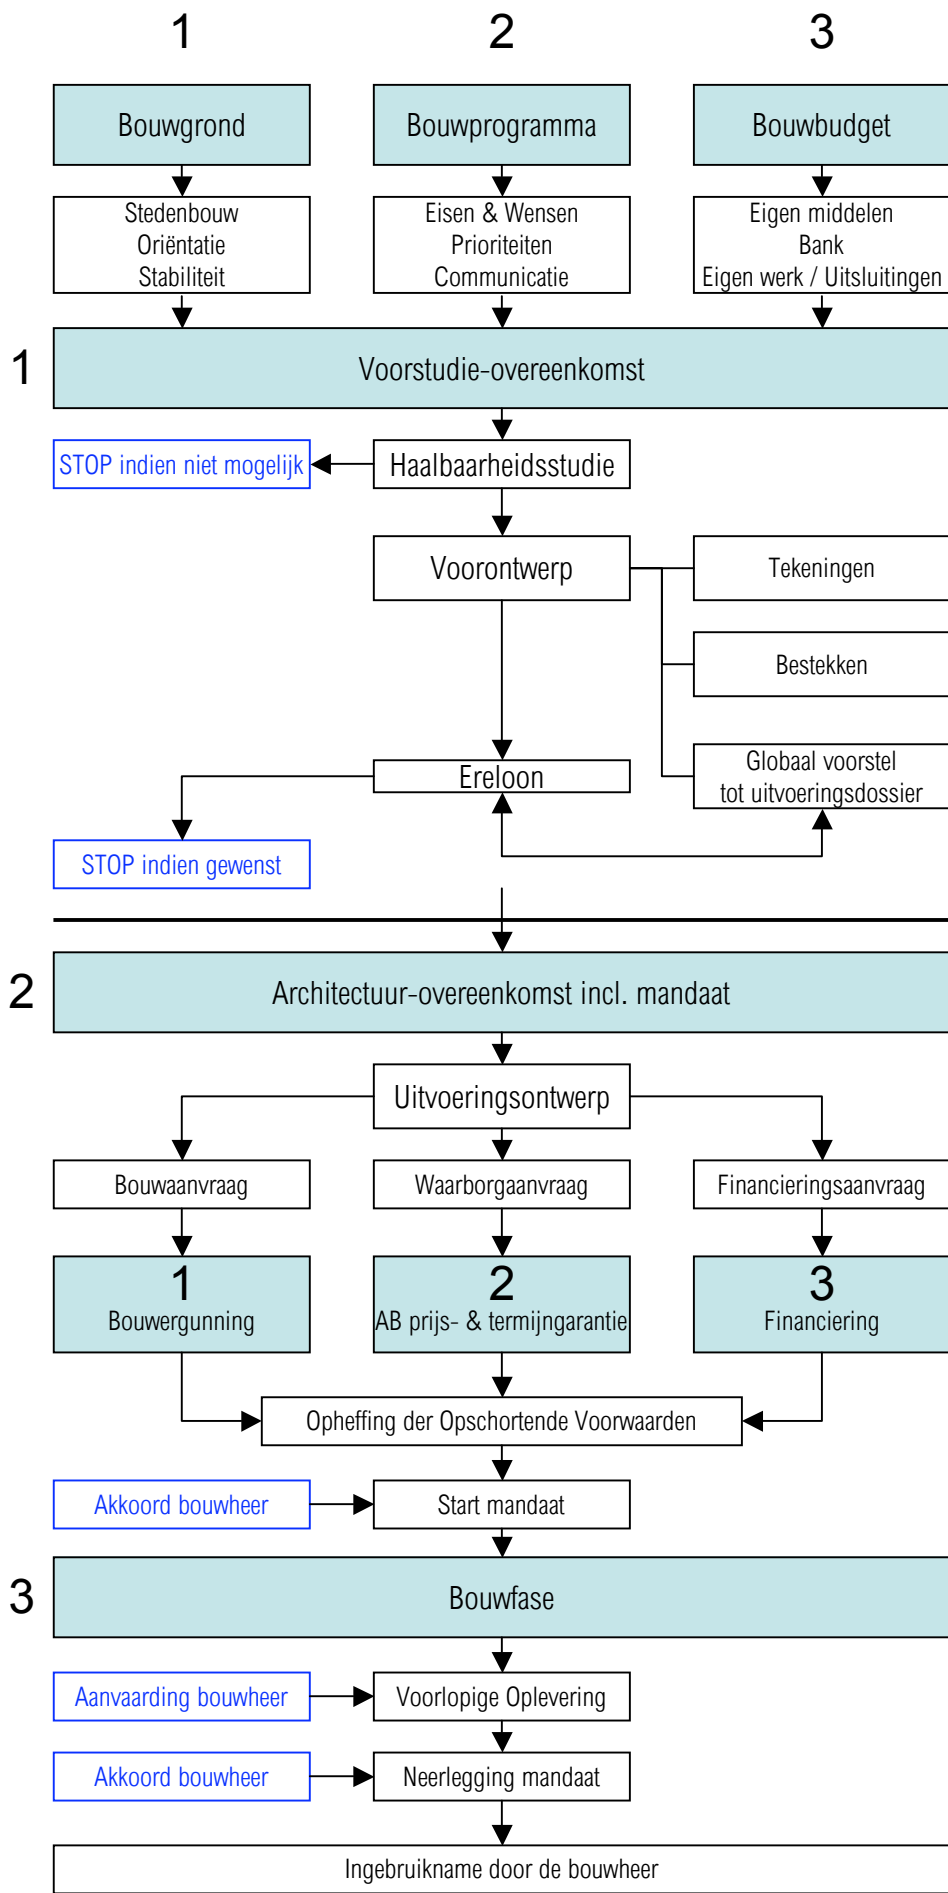 1 2 3
Bouwgrond Bouwprogramma Bouwbudget
Stedenbouw
Oriëntatie
Stabiliteit
Eisen & Wensen
Prioriteiten
Communicatie
Eigen middelen
Bank
Eigen werk / Uitsluitingen
1 Voorstudie-overeenkomst
STOP indien niet mogelijk Haalbaarheidsstudie
Voorontwerp Tekeningen
Bestekken
Globaal voorstel
tot uitvoeringsdossier
Ereloon
STOP indien gewenst
2 Architectuur-overeenkomst incl. mandaat
Uitvoeringsontwerp
Bouwaanvraag Waarborgaanvraag Financieringsaanvraag
1
Bouwergunning
2
AB prijs- & termijngarantie
3
Financiering
Opheffing der Opschortende Voorwaarden
Akkoord bouwheer Start mandaat
3 Bouwfase
Aanvaarding bouwheer Voorlopige Oplevering
Akkoord bouwheer Neerlegging mandaat
Ingebruikname door de bouwheer